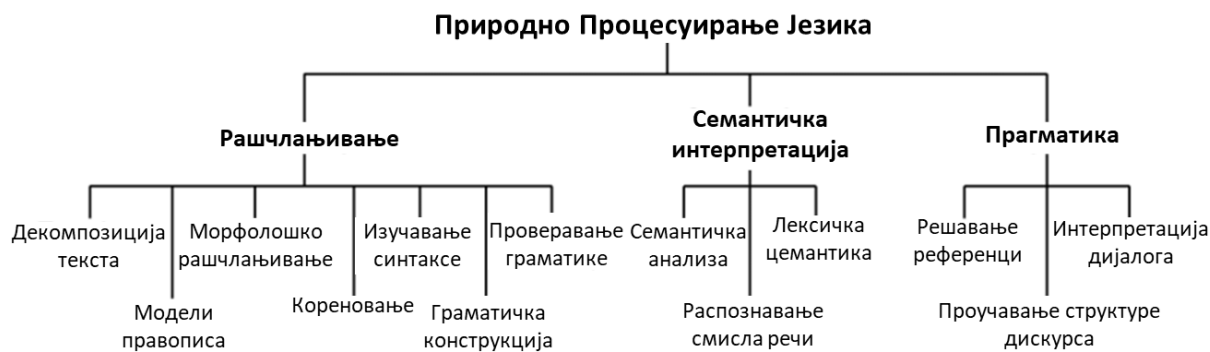 Природно Процесуирање Језика
Рашчлањивање
Семантичка
интерпретација
Прагматика
Декомпозиција
текста
Модели
правописа
Морфолошко
рашчлањивање
Кореновање
Изучавање
синтаксе
Граматичка
конструкција
Проверавање
граматике
Семантичка
анализа
Распознавање
смисла речи
Лексичка
цемантика
Решавање
референци
Проучавање структуре
дискурса
Интерпретација
дијалога